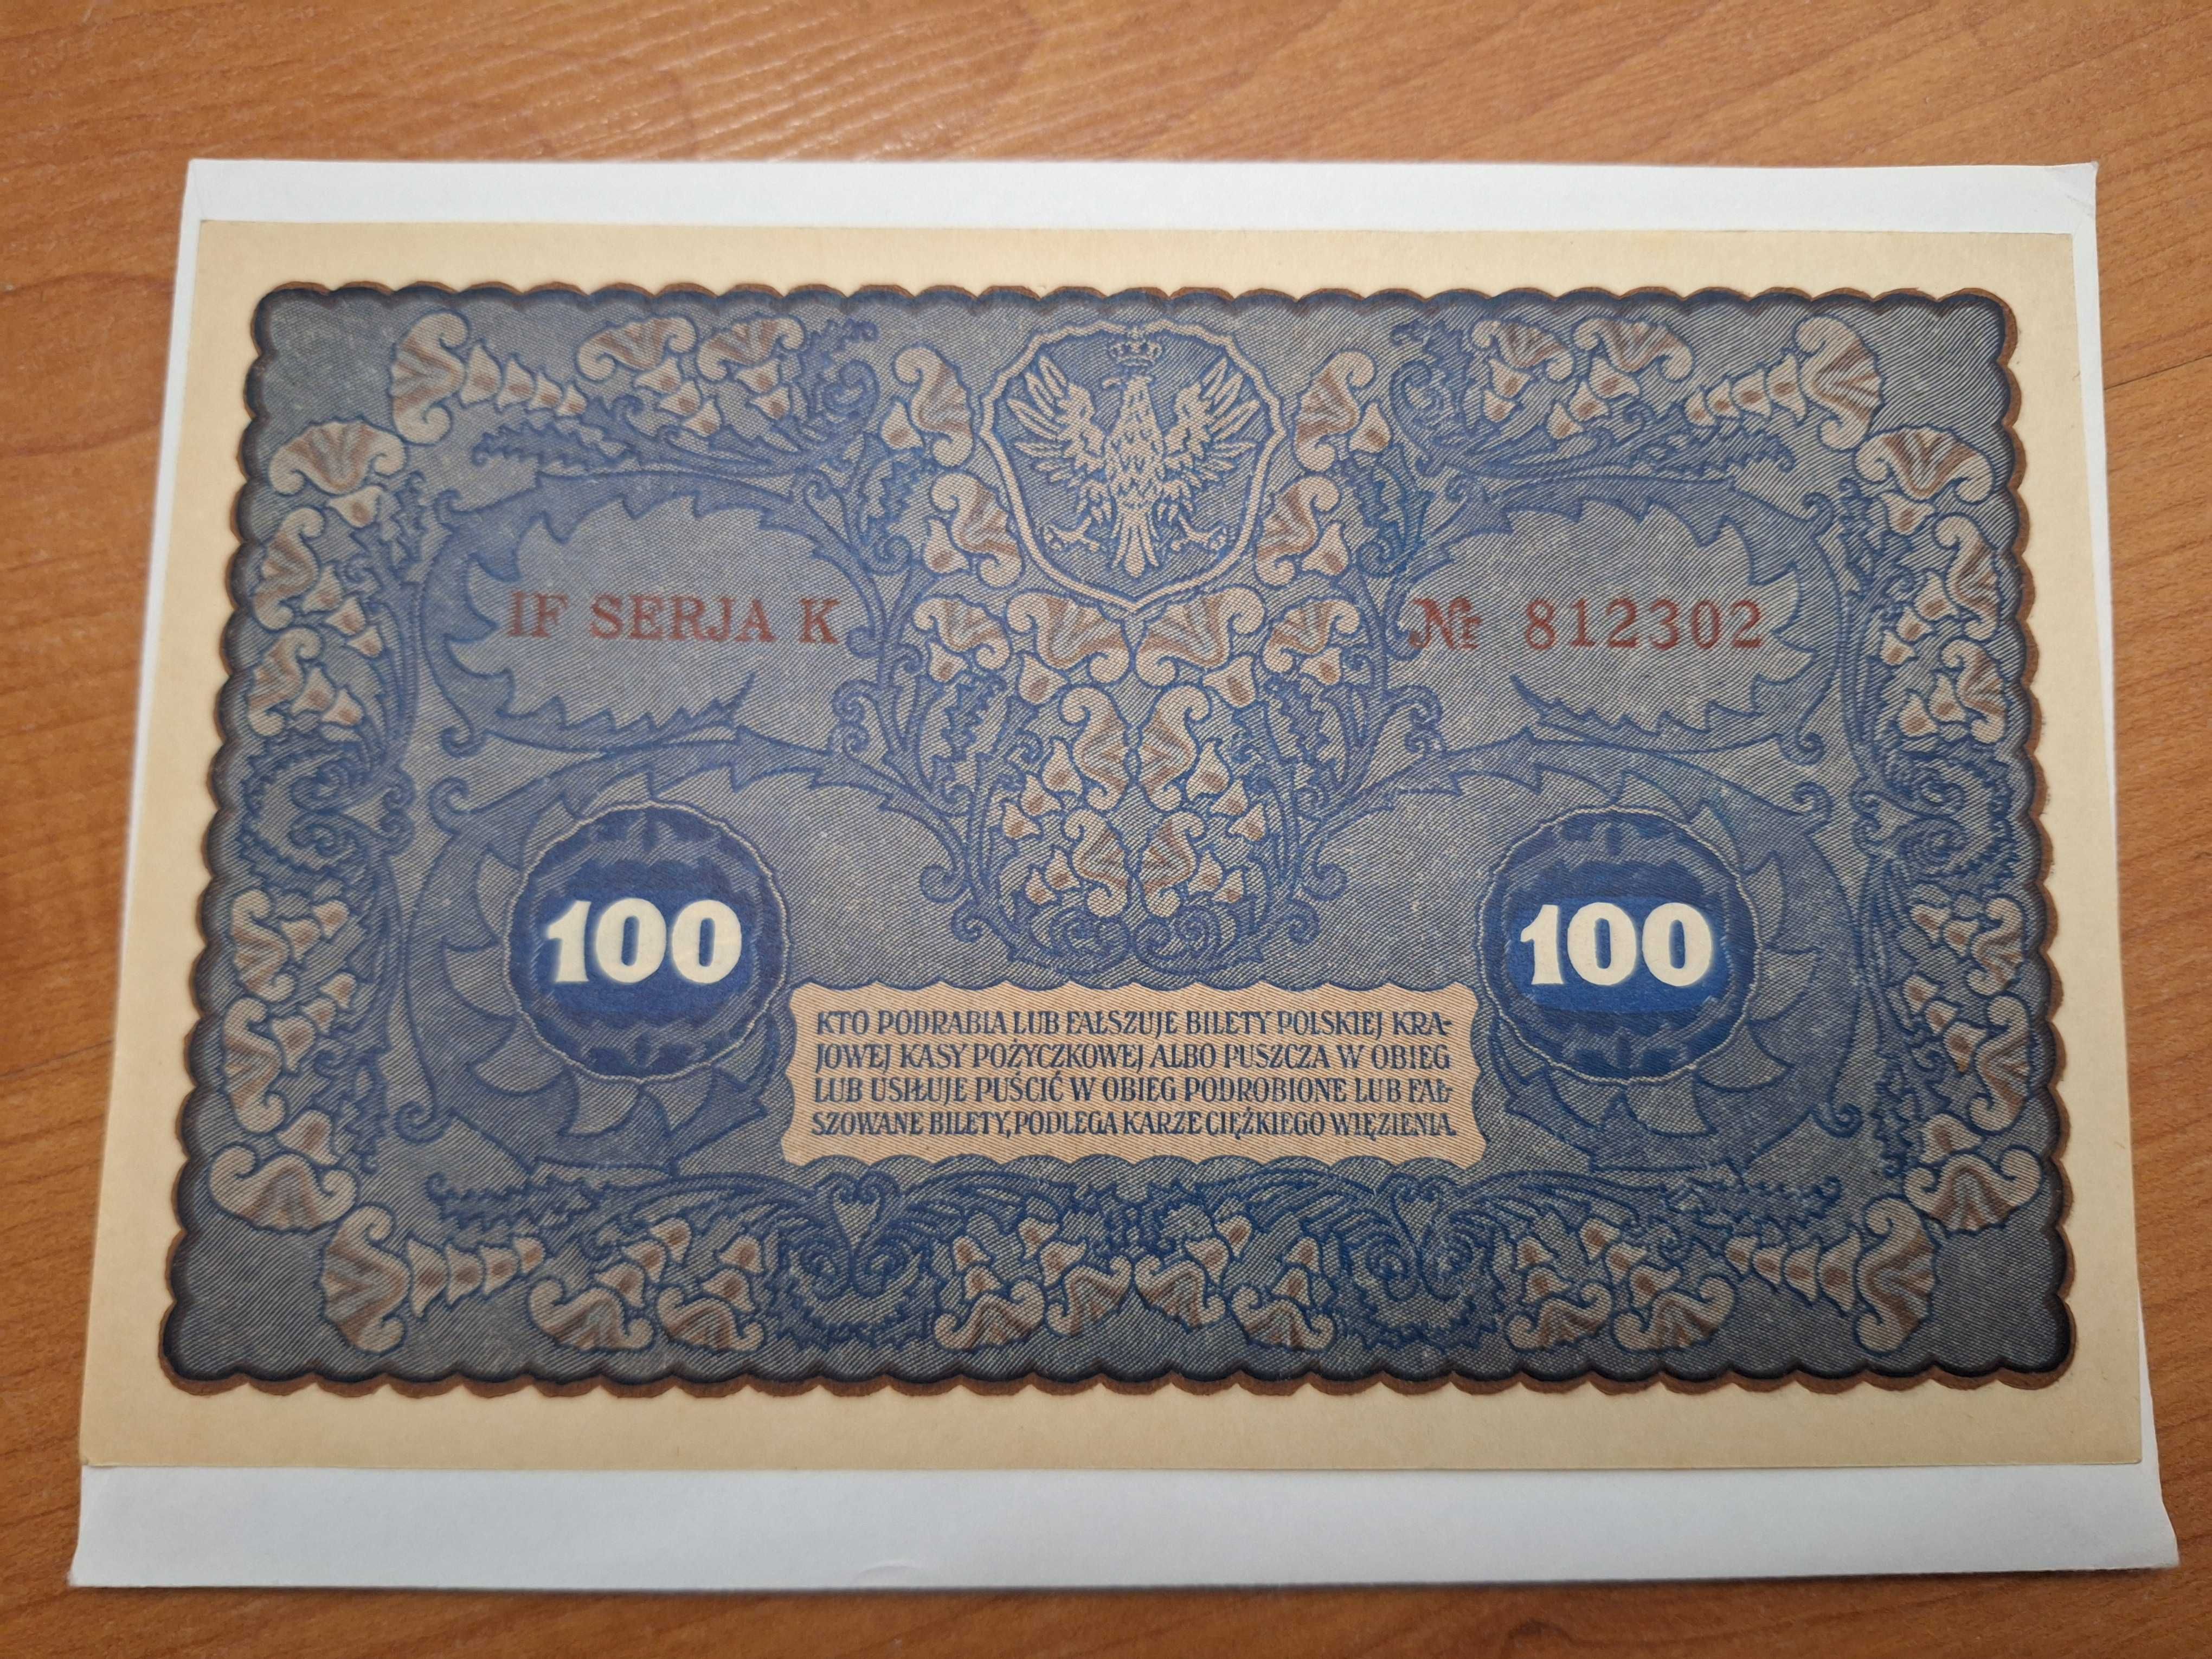 IF SERJA K
№ 812302
100
100
KTO PODRABIA LUB FAŁSZUJE BILETY POLSKIEJ KRA-
JOWEJ KASY POŻYCZKOWEJ ALBO PUSZCZA W OBIEG
LUB USIŁUJE PUŚCIĆ W OBIEG PODROBIONE LUB FAŁ-
SZOWANE BILETY, PODLEGA KARZE CIĘŻKIEGO WIĘZIENIA.